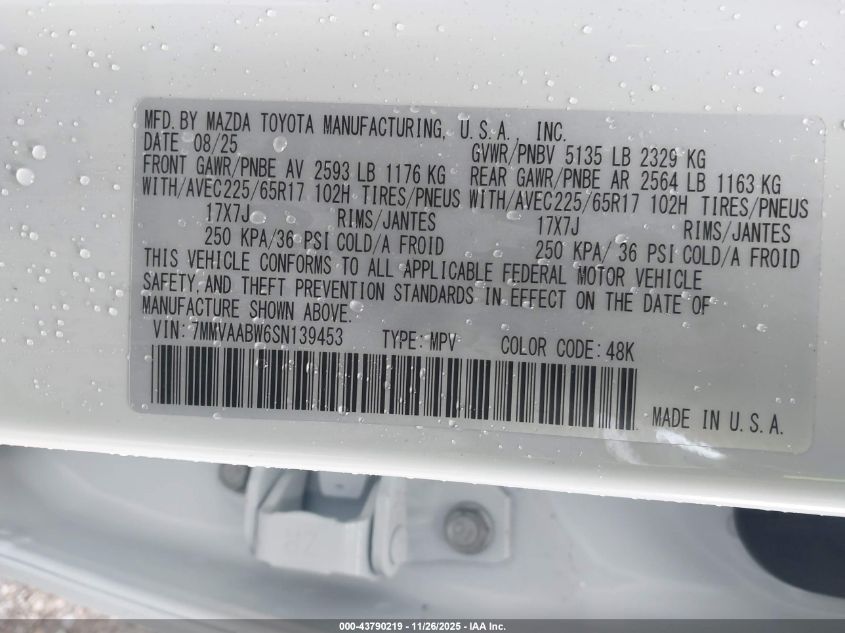 MFD. BY MAZDA TOYOTA MANUFACTURING, U.S.A., INC.
DATE 08/25 GVWR/PNBV 5135 LB 2329 KG
FRONT GAWR/PNBE AV 2593 LB 1176 KG REAR GAWR/PNBE AR 2564 LB 1163 KG
WITH/AVEC225/65R17 102H TIRES/PNEUS WITH/AVEC225/65R17 102H TIRES/PNEUS
17X7J RIMS/JANTES 17X7J RIMS/JANTES
250 KPA/36 PSI COLD/A FROID 250 KPA/ 36 PSI COLD/A FROID
THIS VEHICLE CONFORMS TO ALL APPLICABLE FEDERAL MOTOR VEHICLE
SAFETY AND THEFT PREVENTION STANDARDS IN EFFECT ON THE DATE OF
MANUFACTURE SHOWN ABOVE.
VIN: 7MMVAABW6SN139453 TYPE: MPV COLOR CODE: 48K
MADE IN U.S.A.
000-43790219 - 11/26/2025 - IAA Inc.